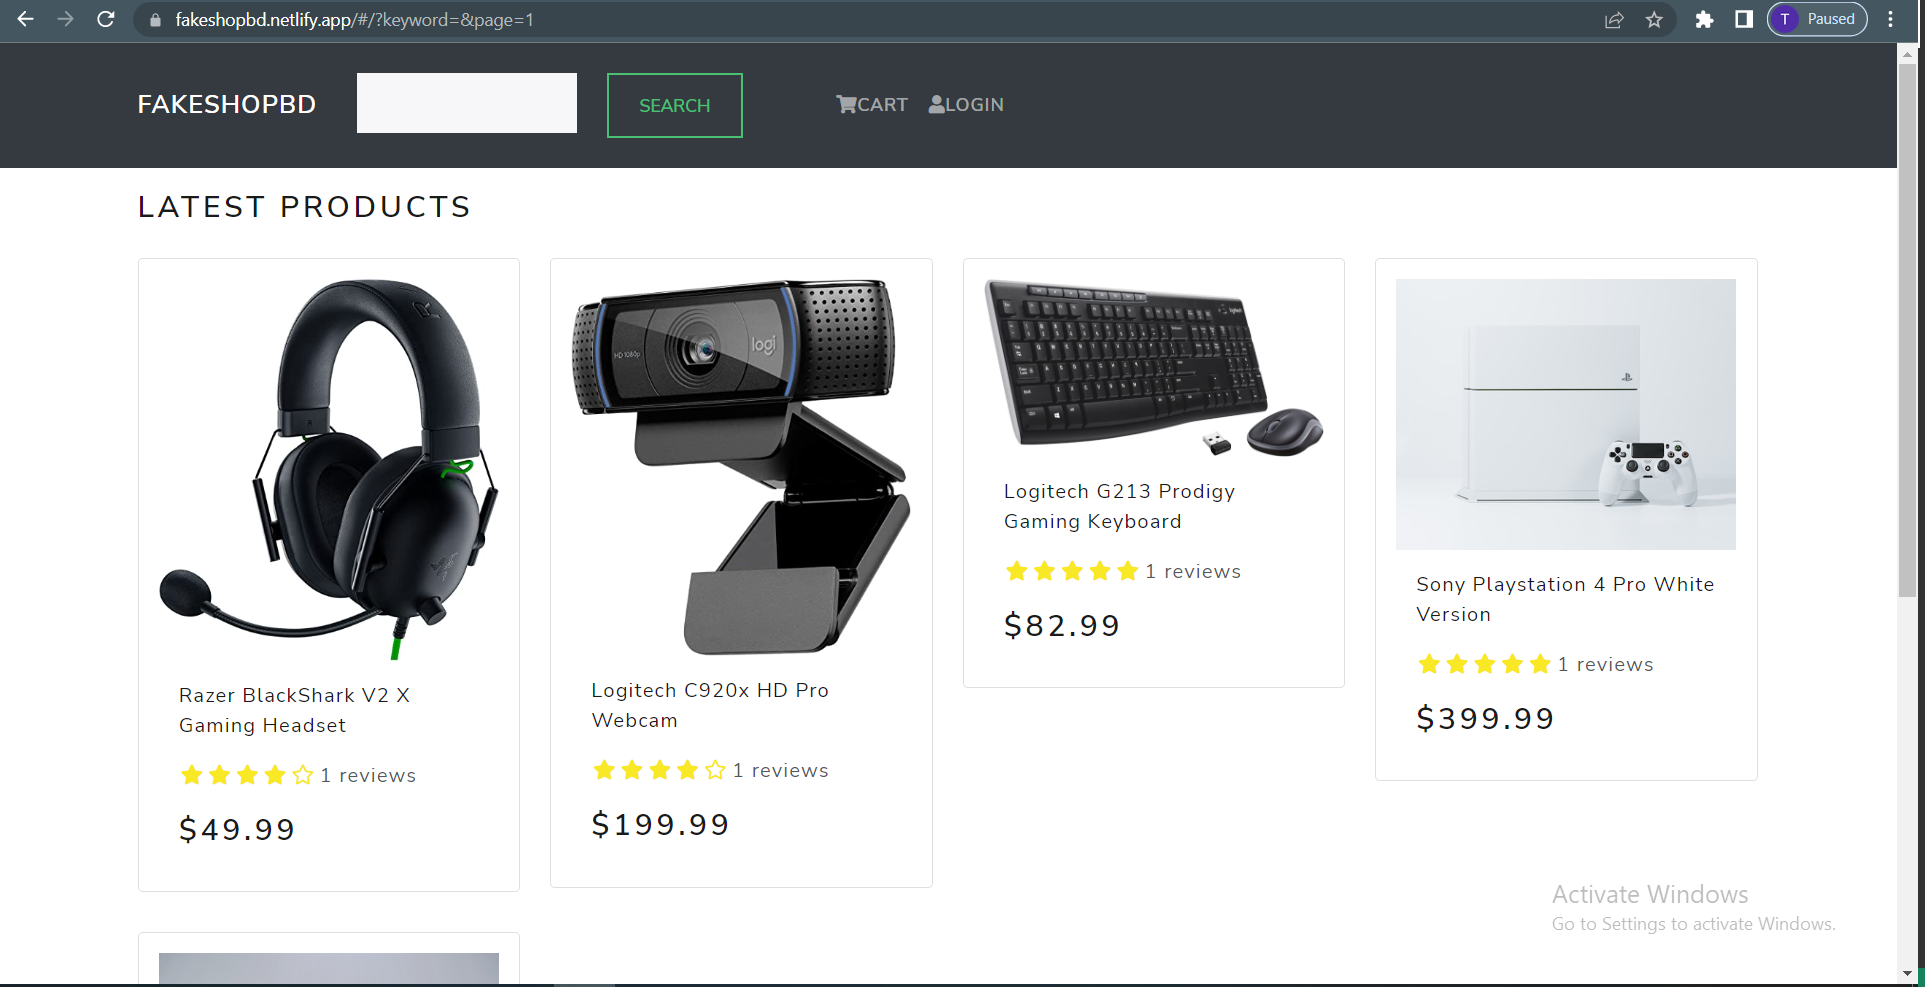 fakeshopbd.netlify.app/#/?keyword=&page=1
T Paused
FAKESHOPBD
SEARCH
CART
LOGIN
LATEST PRODUCTS
HD 1080p
logi
Razer BlackShark V2 X
Gaming Headset
1 reviews
$49.99
Logitech C920x HD Pro
Webcam
1 reviews
$199.99
Logitech G213 Prodigy
Gaming Keyboard
1 reviews
$82.99
Sony Playstation 4 Pro White
Version
1 reviews
$399.99
Activate Windows
Go to Settings to activate Windows.